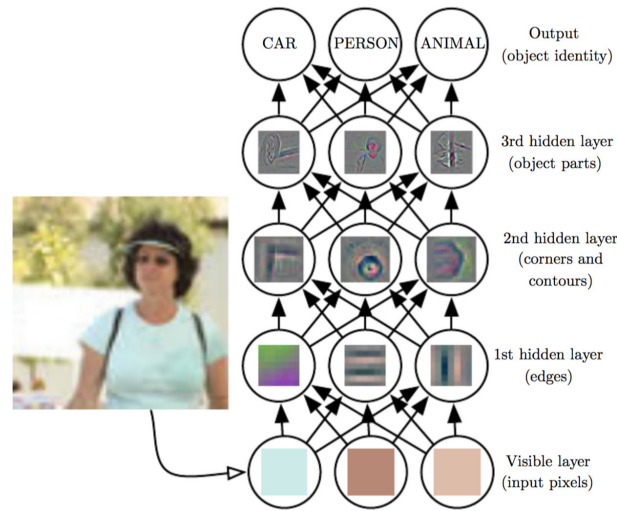 CAR
PERSON
ANIMAL
Output
(object identity)
3rd hidden layer
(object parts)
2nd hidden layer
(corners and
contours)
1st hidden layer
(edges)
Visible layer
(input pixels)